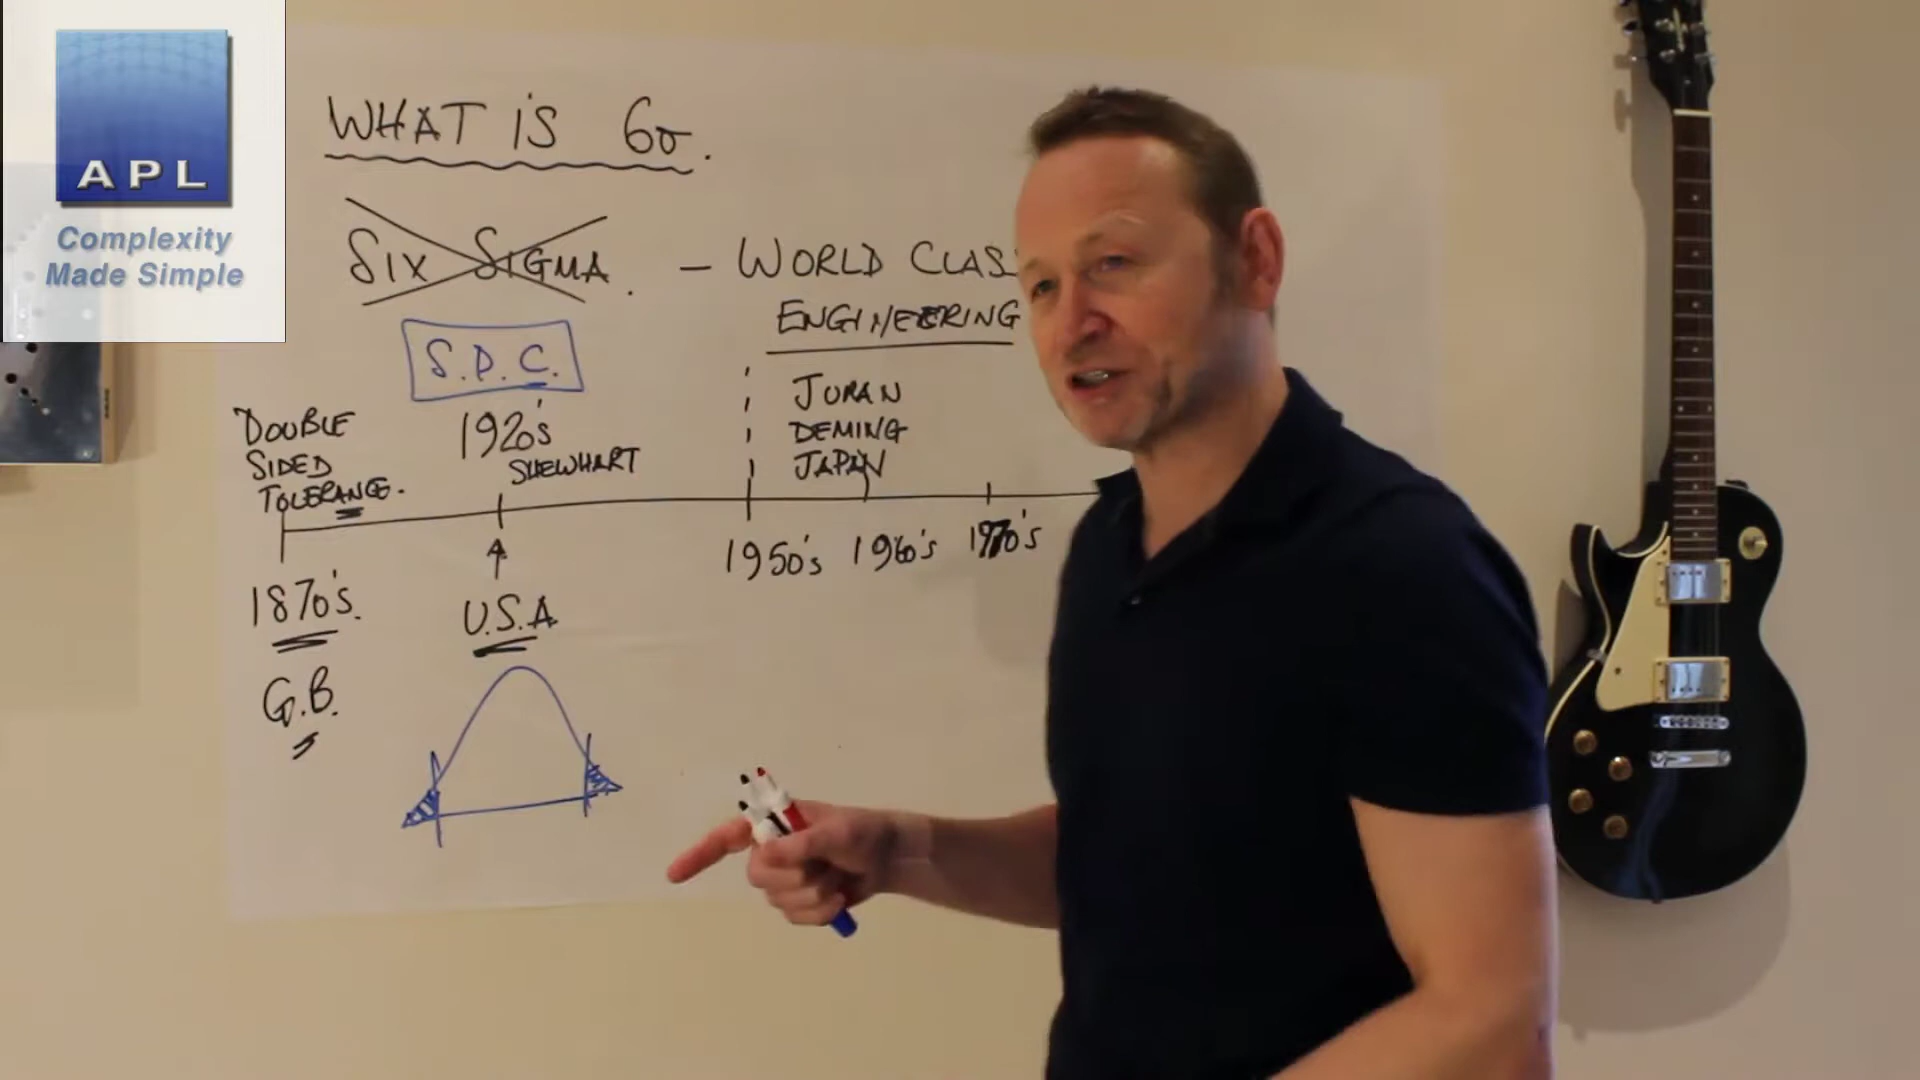 APL
Complexity
Made Simple
WHAT IS 6σ.
SIX SIGMA. – WORLD CLAS
ENGINEERING
S.P.C.
1920's
SHEWHART
JURAN
DEMING
JAPAN
DOUBLE
SIDED
TOLERANCE.
1950's 1960's 1970's
1870's.
U.S.A
G.B.